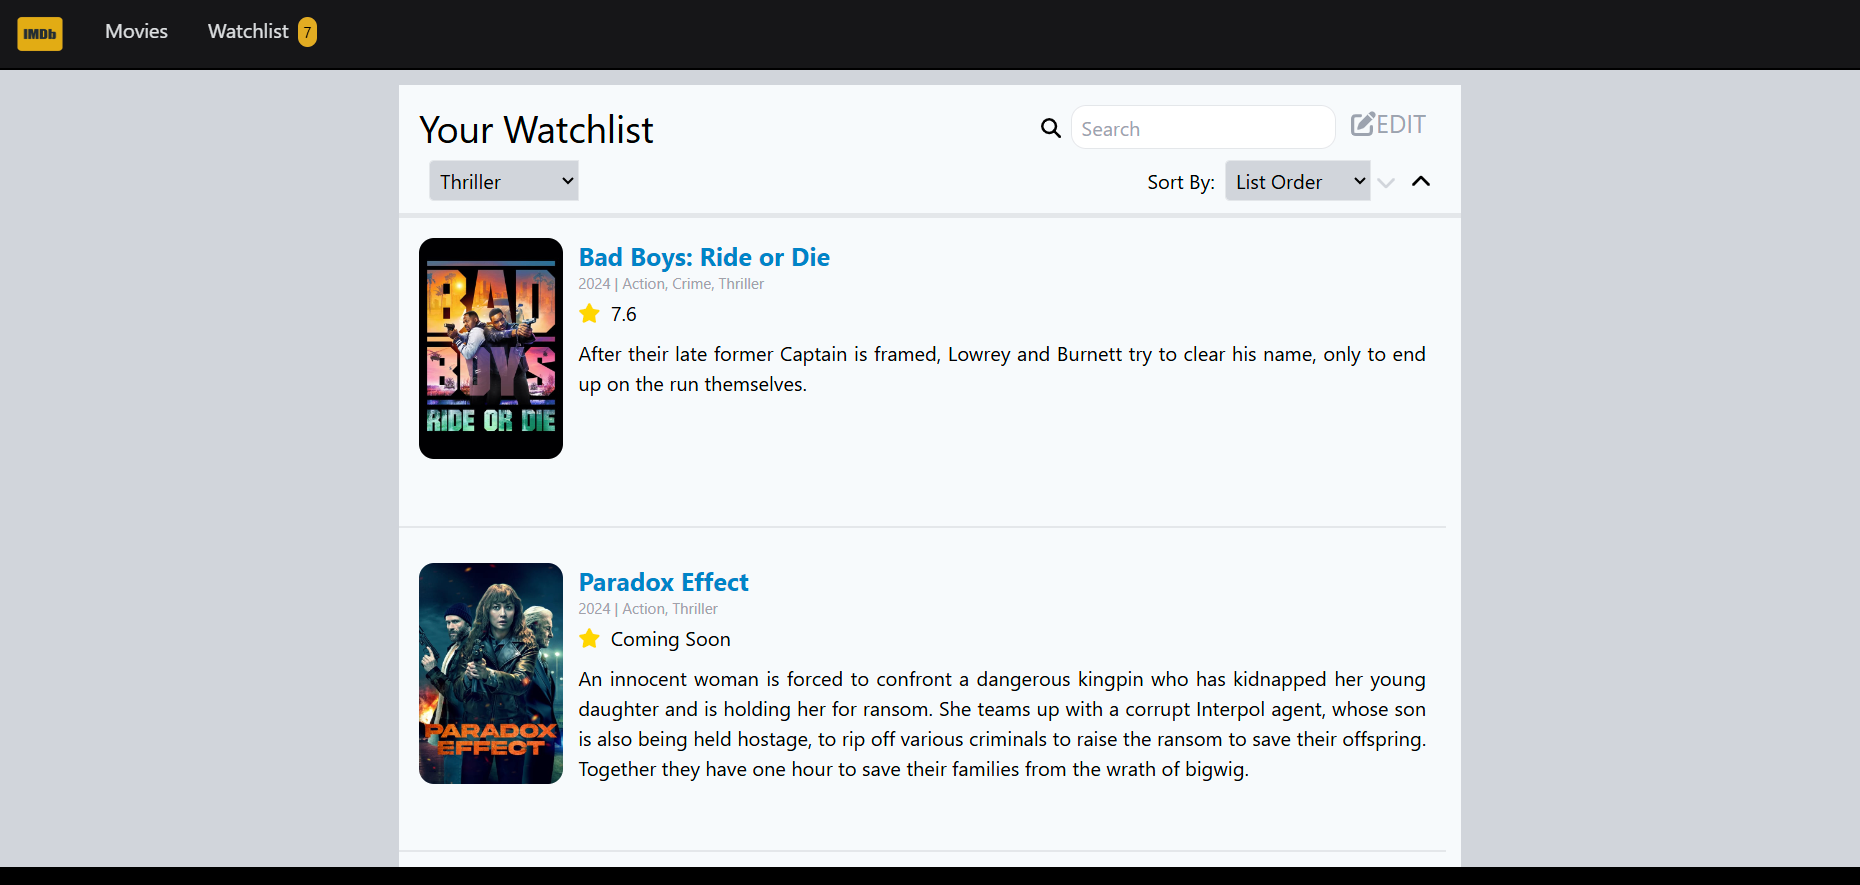 IMDb Movies Watchlist 7
Your Watchlist Search EDIT
Thriller Sort By: List Order
BAD
BOYS
RIDE OR DIE
Bad Boys: Ride or Die
2024 | Action, Crime, Thriller
7.6
After their late former Captain is framed, Lowrey and Burnett try to clear his name, only to end
up on the run themselves.
PARADOX
EFFECT
Paradox Effect
2024 | Action, Thriller
Coming Soon
An innocent woman is forced to confront a dangerous kingpin who has kidnapped her young
daughter and is holding her for ransom. She teams up with a corrupt Interpol agent, whose son
is also being held hostage, to rip off various criminals to raise the ransom to save their offspring.
Together they have one hour to save their families from the wrath of bigwig.